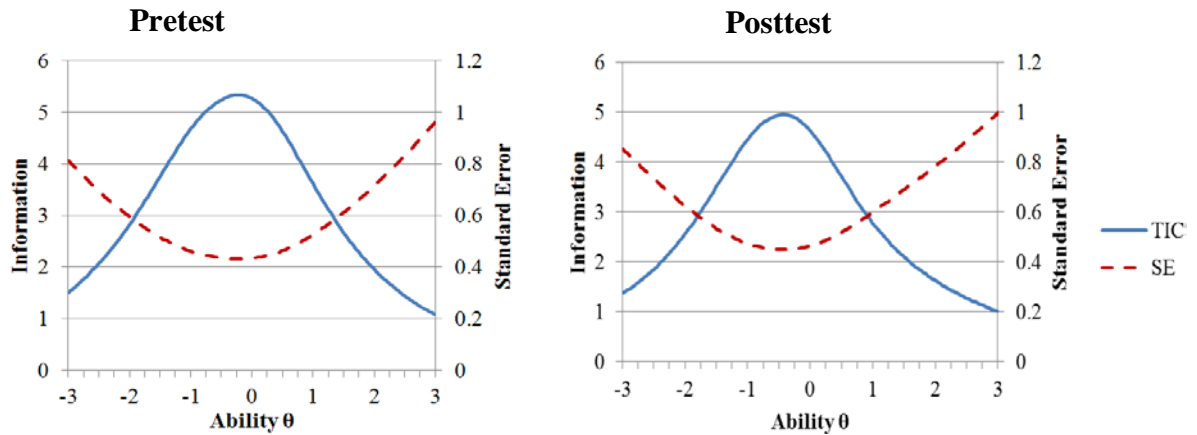 Pretest
6
5
4
3
2
1
0
Information
1.2
1
0.8
0.6
0.4
0.2
0
Standard Error
-3 -2 -1 0 1 2 3
Ability θ
Posttest
6
5
4
3
2
1
0
Information
1.2
1
0.8
0.6
0.4
0.2
0
Standard Error
-3 -2 -1 0 1 2 3
Ability θ
TIC
SE